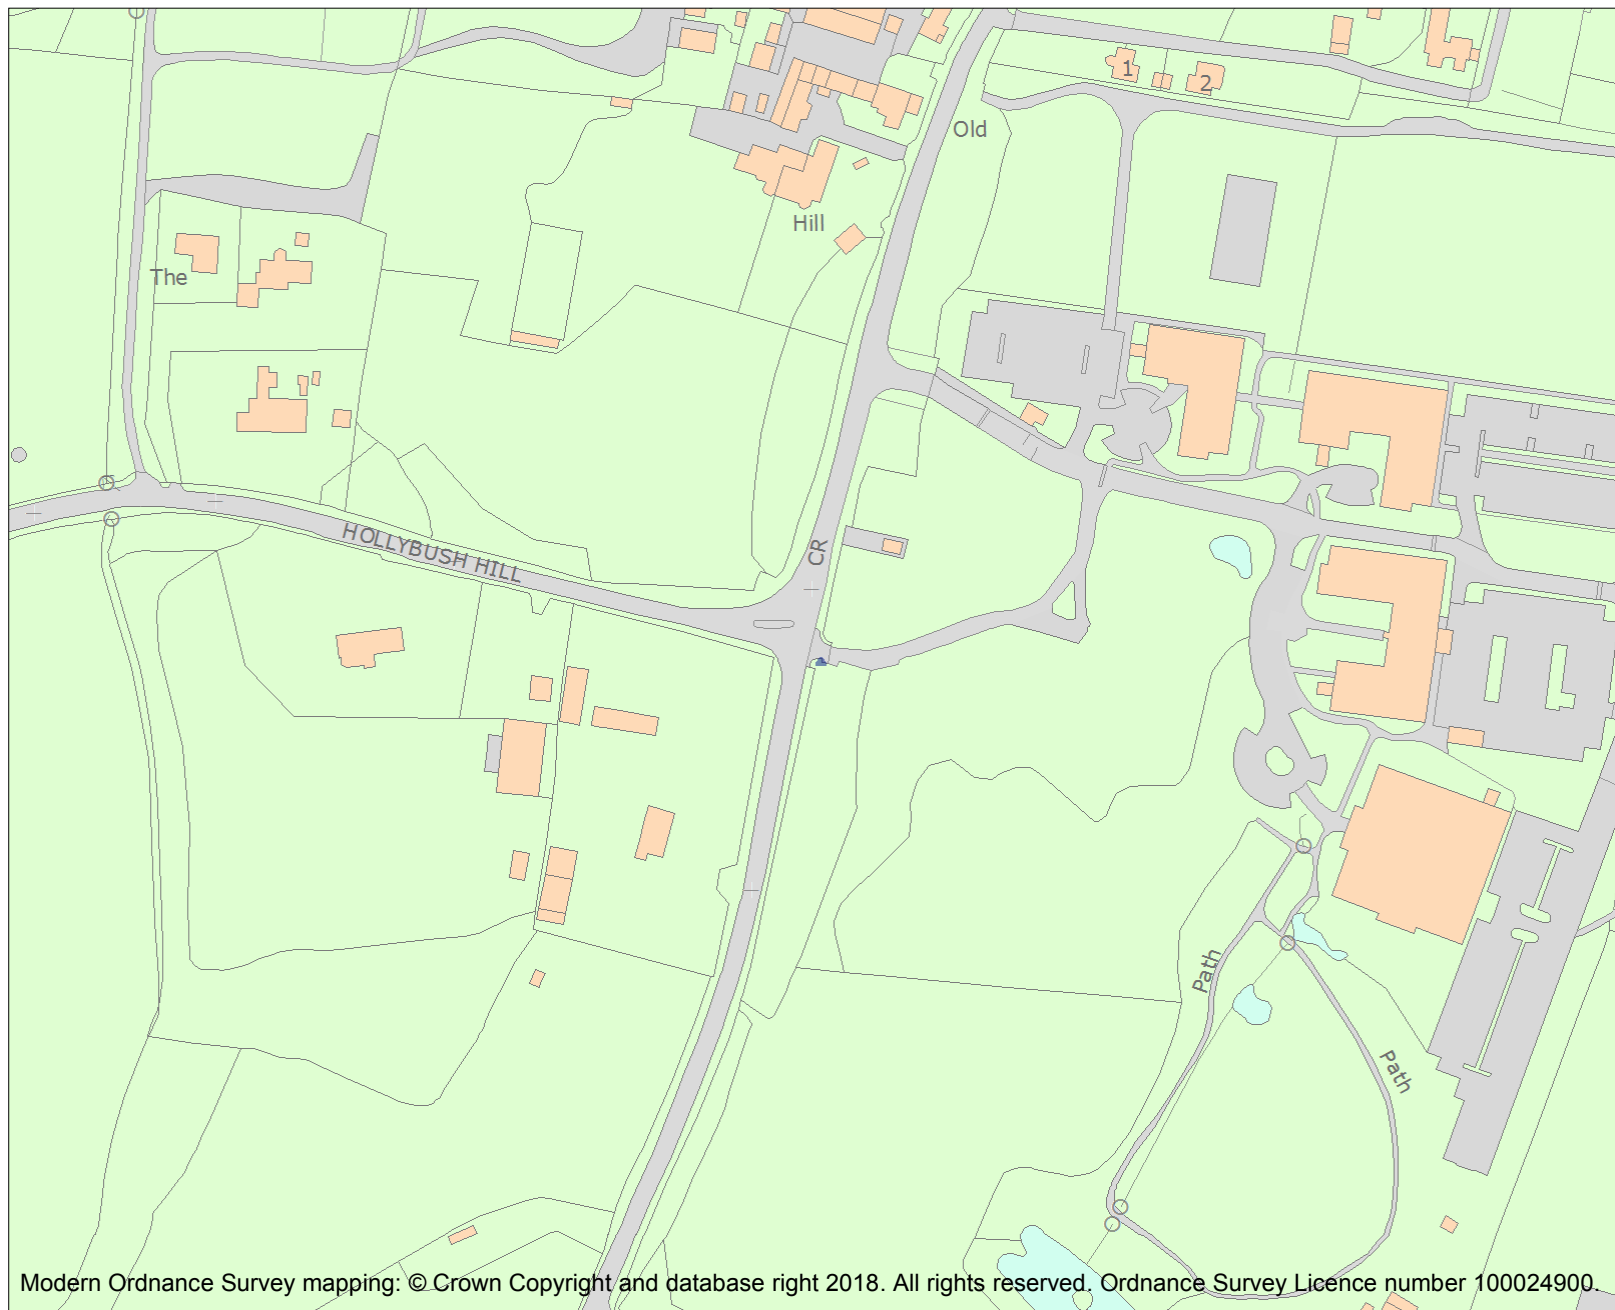 1
2
Old
Hill
The
HOLLYBUSH HILL
CR
Path
Path
Modern Ordnance Survey mapping: © Crown Copyright and database right 2018. All rights reserved. Ordnance Survey Licence number 100024900.